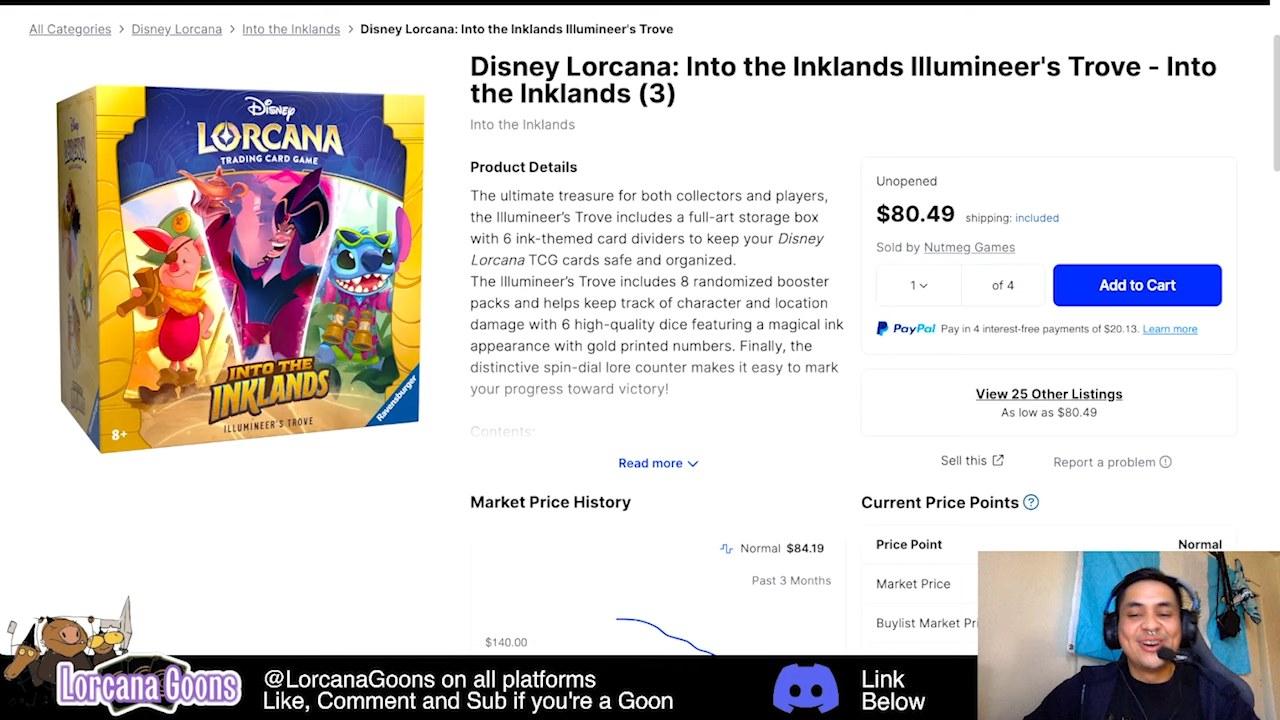 All Categories > Disney Lorcana > Into the Inklands > Disney Lorcana: Into the Inklands Illumineer's Trove
Disney Lorcana: Into the Inklands Illumineer's Trove - Into
the Inklands (3)
Into the Inklands
Disney
LORCANA
TRADING CARD GAME
INTO THE
INKLANDS
ILLUMINEER'S TROVE
8+
Ravensburger
Product Details
The ultimate treasure for both collectors and players,
the Illumineer’s Trove includes a full-art storage box
with 6 ink-themed card dividers to keep your Disney
Lorcana TCG cards safe and organized.
The Illumineer’s Trove includes 8 randomized booster
packs and helps keep track of character and location
damage with 6 high-quality dice featuring a magical ink
appearance with gold printed numbers. Finally, the
distinctive spin-dial lore counter makes it easy to mark
your progress toward victory!
Contents:
Read more
Unopened
$80.49 shipping: included
Sold by Nutmeg Games
1 of 4 Add to Cart
PayPal Pay in 4 interest-free payments of $20.13. Learn more
View 25 Other Listings
As low as $80.49
Sell this Report a problem
Market Price History
Normal $84.19
Past 3 Months
$140.00
Current Price Points
Price Point Normal
Market Price
Buylist Market Pri
Lorcana Goons
@LorcanaGoons on all platforms
Like, Comment and Sub if you're a Goon
Link
Below